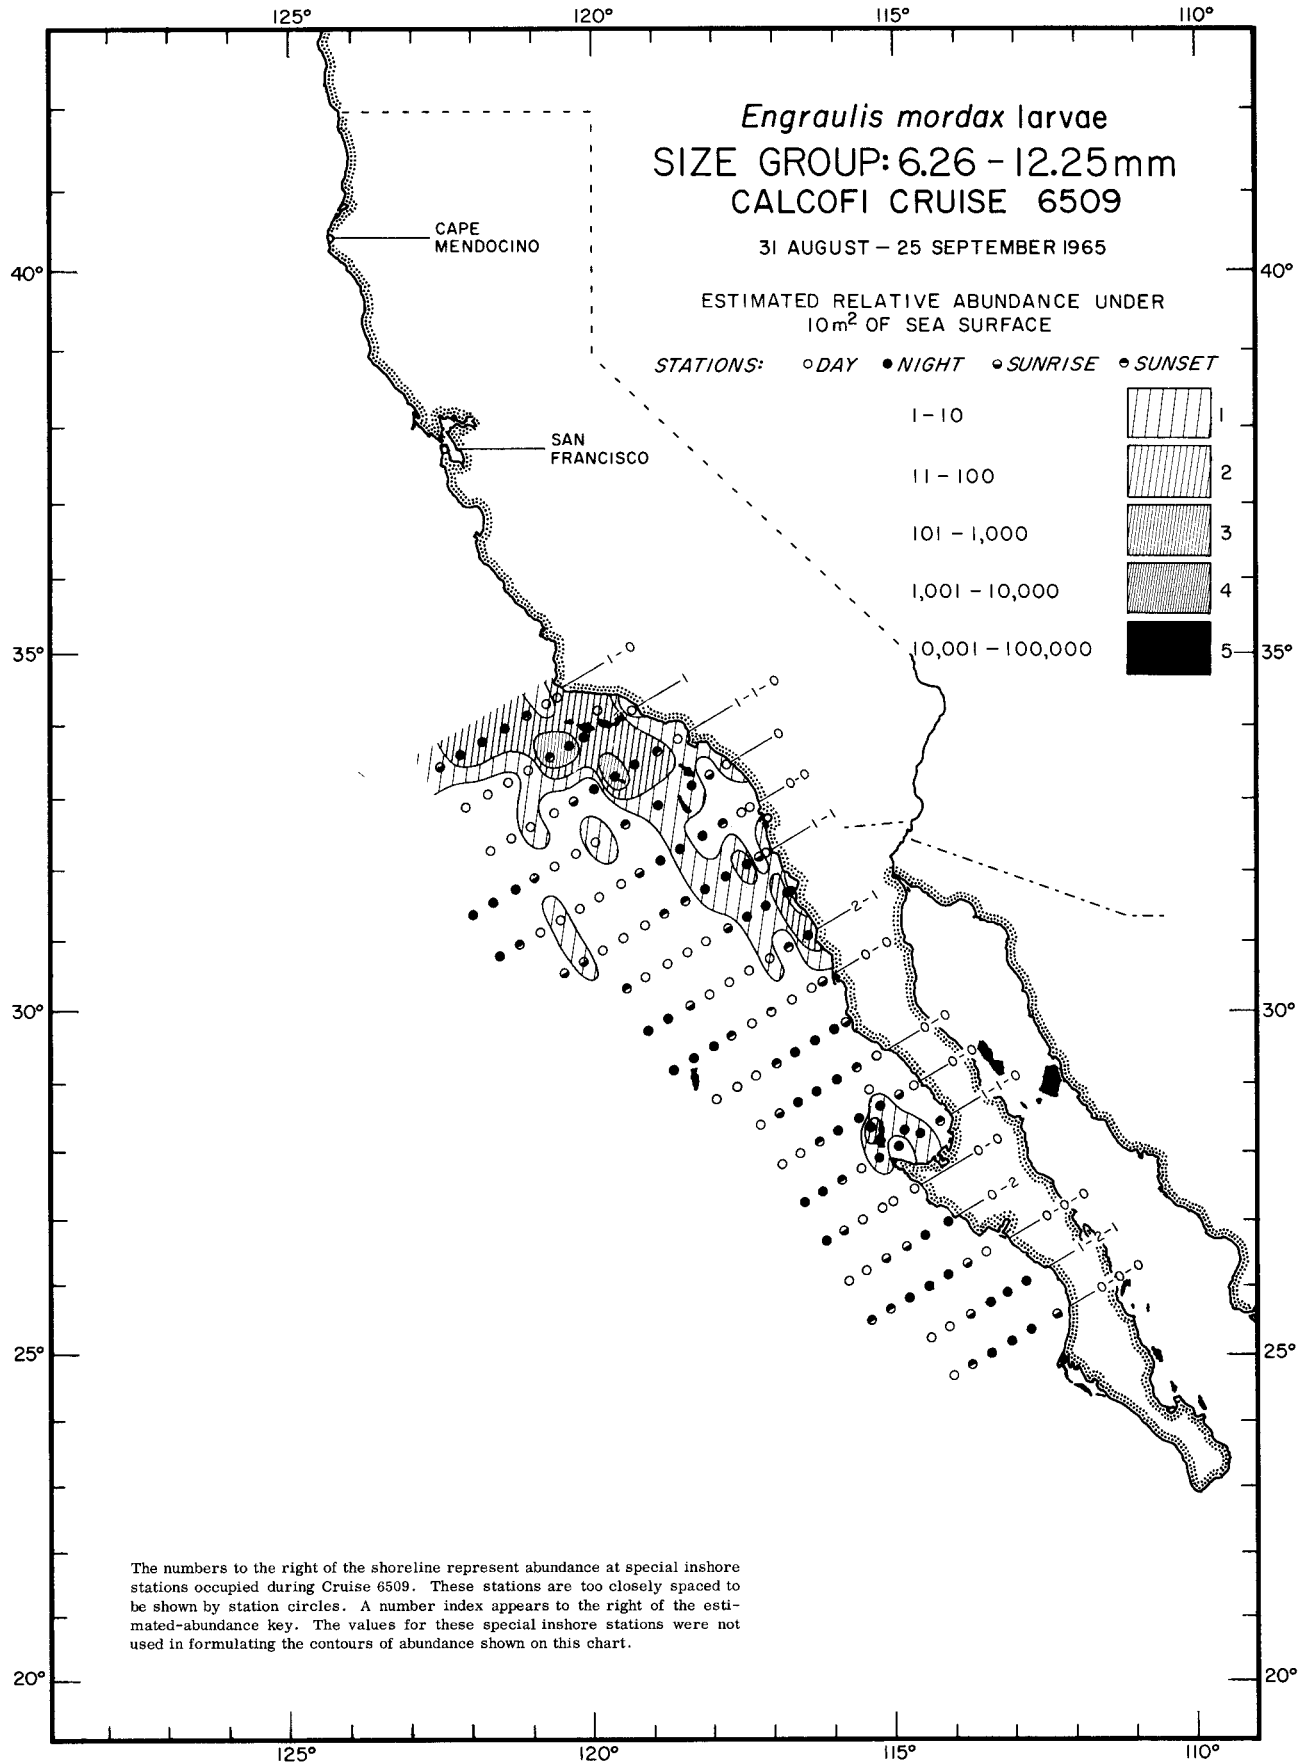 125° 120° 115° 110°
Engraulis mordax larvae
SIZE GROUP: 6.26 - 12.25mm
CALCOFI CRUISE 6509
31 AUGUST - 25 SEPTEMBER 1965
CAPE
MENDOCINO
40° 40°
ESTIMATED RELATIVE ABUNDANCE UNDER
10m² OF SEA SURFACE
STATIONS: ○ DAY ● NIGHT SUNRISE SUNSET
1-10 1
SAN
FRANCISCO
11-100 2
101 - 1,000 3
1,001 - 10,000 4
10,001 - 100,000 5
35° 35°
1-0
1
1-1-0
0
0-0
1-1
2-1
0-0
30° 30°
0-0
0-0
1-0
0-0
0-2
0-0-0
1-2-1
0-0-0
25° 25°
The numbers to the right of the shoreline represent abundance at special inshore
stations occupied during Cruise 6509. These stations are too closely spaced to
be shown by station circles. A number index appears to the right of the esti-
mated-abundance key. The values for these special inshore stations were not
used in formulating the contours of abundance shown on this chart.
20° 20°
125° 120° 115° 110°